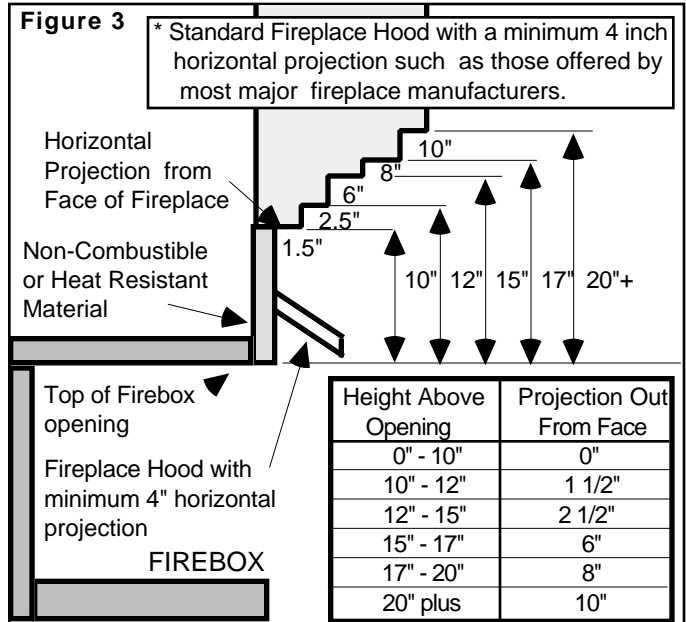 Figure 3
* Standard Fireplace Hood with a minimum 4 inch
horizontal projection such as those offered by
most major fireplace manufacturers.
Horizontal
Projection from
Face of Fireplace
10"
8"
6"
2.5"
1.5"
Non-Combustible
or Heat Resistant
Material
10" 12" 15" 17" 20"+
Top of Firebox
opening
Fireplace Hood with
minimum 4" horizontal
projection
FIREBOX
Height Above Projection Out
Opening From Face
0" - 10" 0"
10" - 12" 1 1/2"
12" - 15" 2 1/2"
15" - 17" 6"
17" - 20" 8"
20" plus 10"